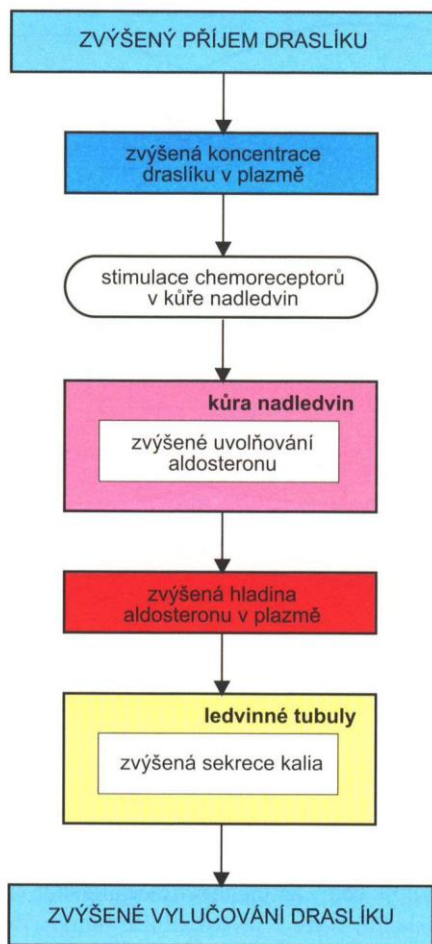 ZVÝŠENÝ PŘÍJEM DRASLÍKU
zvýšená koncentrace
draslíku v plazmě
stimulace chemoreceptorů
v kůře nadledvin
kůra nadledvin
zvýšené uvolňování
aldosteronu
zvýšená hladina
aldosteronu v plazmě
ledvinné tubuly
zvýšená sekrece kalia
ZVÝŠENÉ VYLUČOVÁNÍ DRASLÍKU